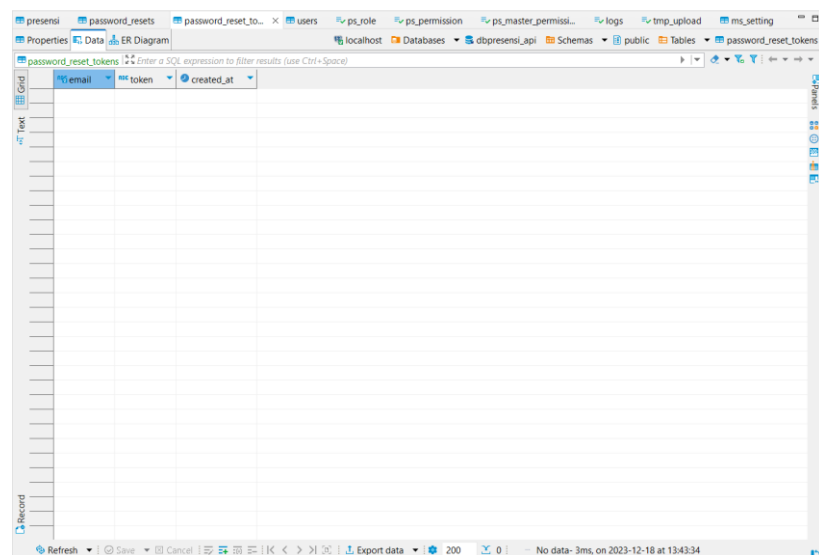 presensi password_resets password_reset_to... users ps_role ps_permission ps_master_permissi... logs tmp_upload ms_setting
Properties Data ER Diagram localhost Databases dbpresensi_api Schemas public Tables password_reset_tokens
password_reset_tokens Enter a SQL expression to filter results (use Ctrl+Space)
Grid email token created_at Panels
Text
Record
Refresh Save Cancel Export data 200 0 No data- 3ms, on 2023-12-18 at 13:43:34